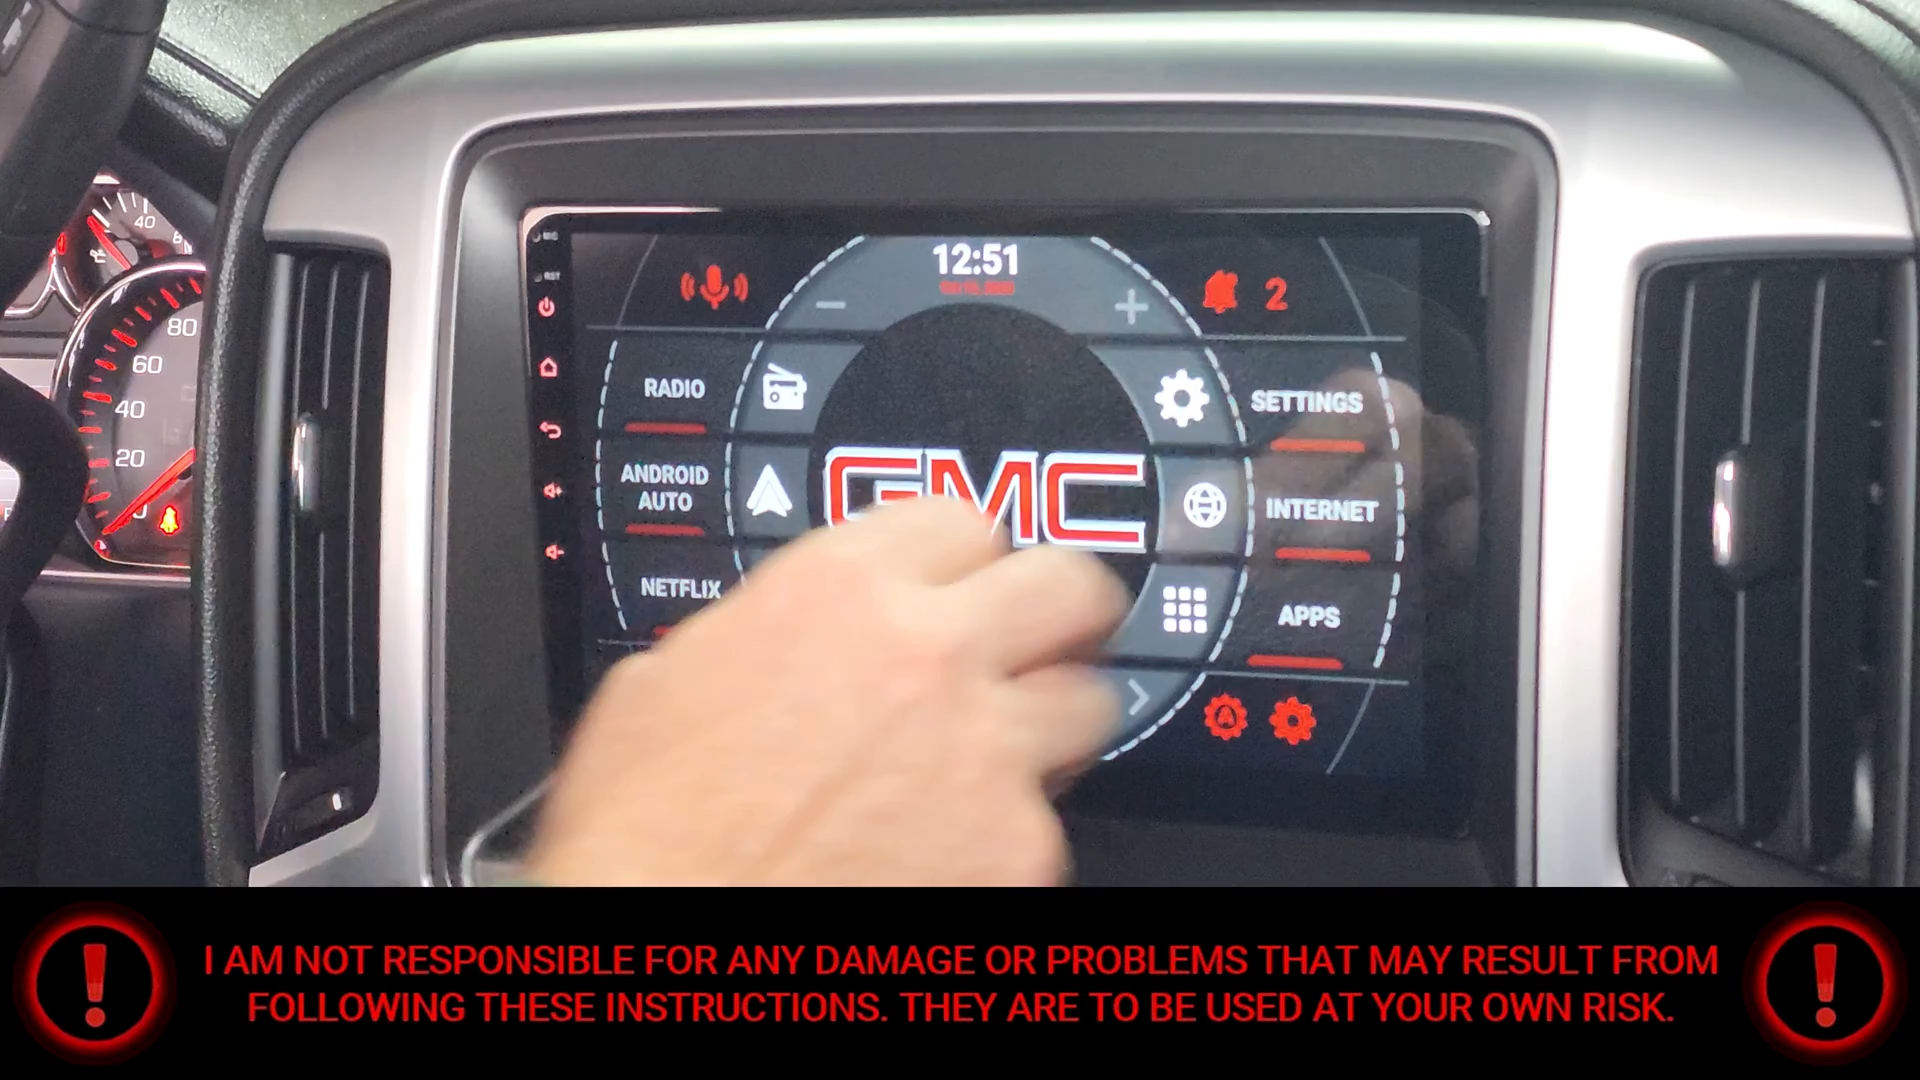 40
80
60
40
20
MIC
RST
12:51
2
RADIO
SETTINGS
ANDROID
AUTO
GMC
INTERNET
NETFLIX
APPS
I AM NOT RESPONSIBLE FOR ANY DAMAGE OR PROBLEMS THAT MAY RESULT FROM
FOLLOWING THESE INSTRUCTIONS. THEY ARE TO BE USED AT YOUR OWN RISK.